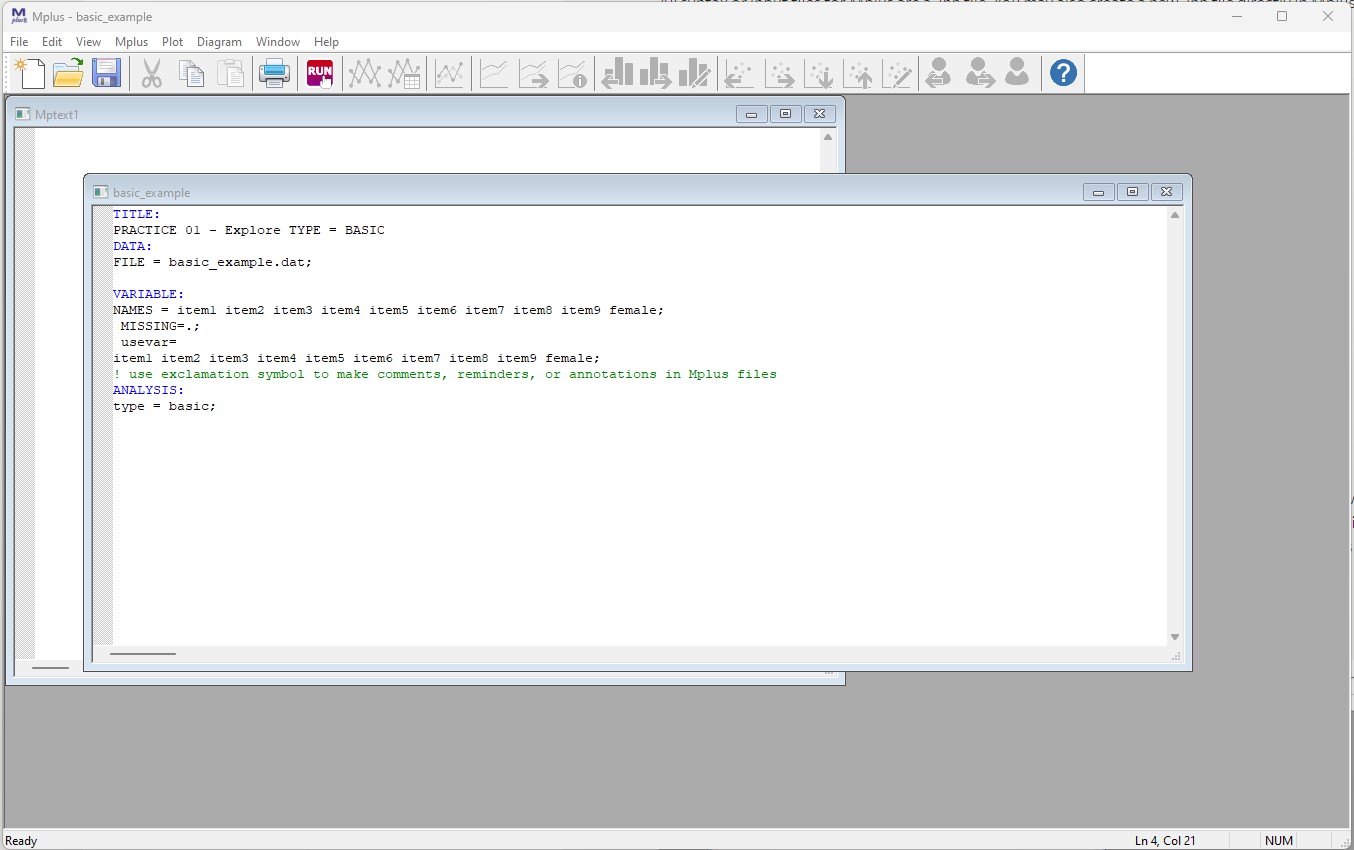 Mplus - basic_example
File Edit View Mplus Plot Diagram Window Help
RUN ?
Mptext1
basic_example
TITLE:
PRACTICE 01 - Explore TYPE = BASIC
DATA:
FILE = basic_example.dat;
VARIABLE:
NAMES = item1 item2 item3 item4 item5 item6 item7 item8 item9 female;
MISSING=.;
usevar=
item1 item2 item3 item4 item5 item6 item7 item8 item9 female;
! use exclamation symbol to make comments, reminders, or annotations in Mplus files
ANALYSIS:
type = basic;
Ready
Ln 4, Col 21
NUM